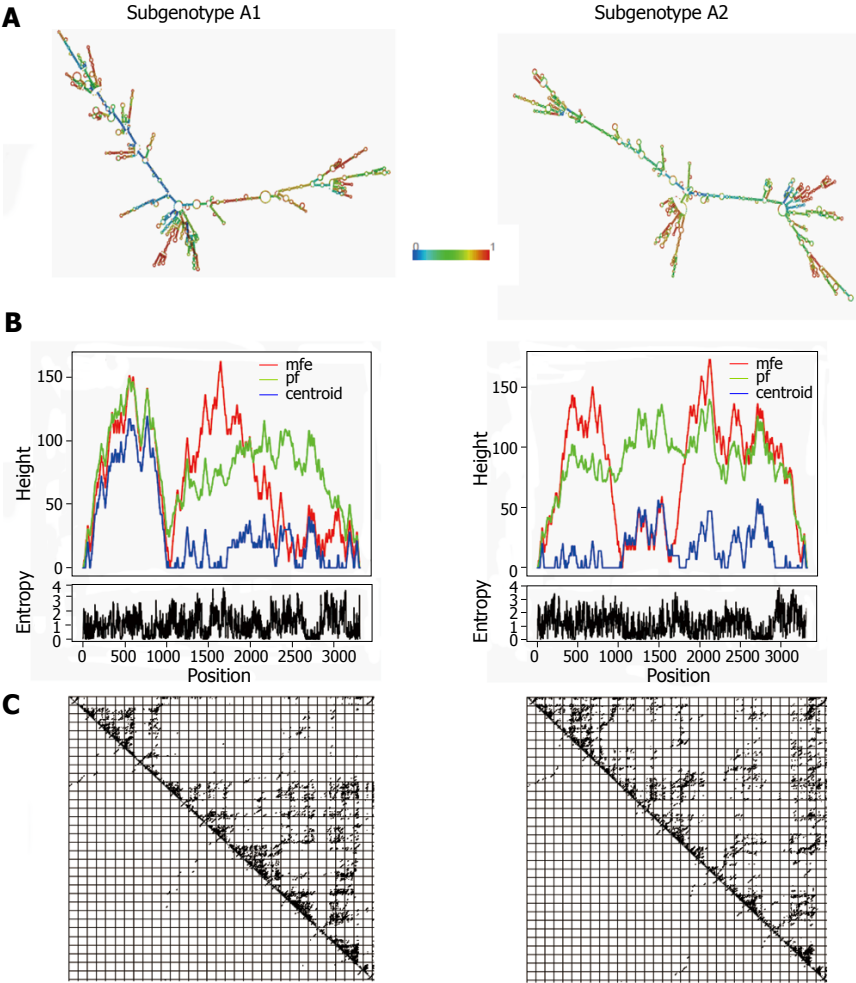 A
Subgenotype A1
Subgenotype A2
0 1
B
Height
150
100
50
0
mfe
pf
centroid
Entropy
4
3
2
1
0
0 500 1000 1500 2000 2500 3000
Position
Height
150
100
50
0
mfe
pf
centroid
Entropy
4
3
2
1
0
0 500 1000 1500 2000 2500 3000
Position
C